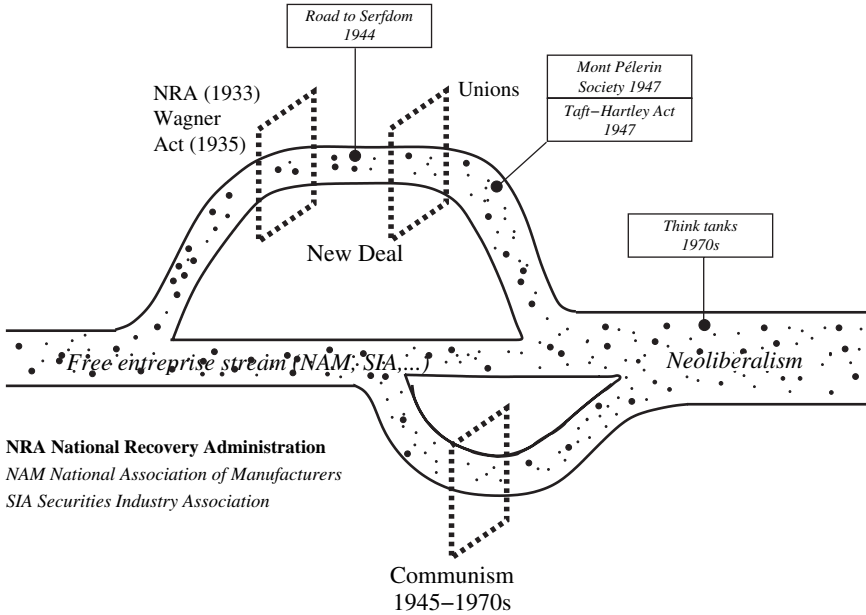 Road to Serfdom
1944
NRA (1933)
Wagner
Act (1935)
Unions
Mont Pélerin
Society 1947
Taft−Hartley Act
1947
New Deal
Think tanks
1970s
Free entreprise stream (NAM, SIA,...)
Neoliberalism
NRA National Recovery Administration
NAM National Association of Manufacturers
SIA Securities Industry Association
Communism
1945−1970s